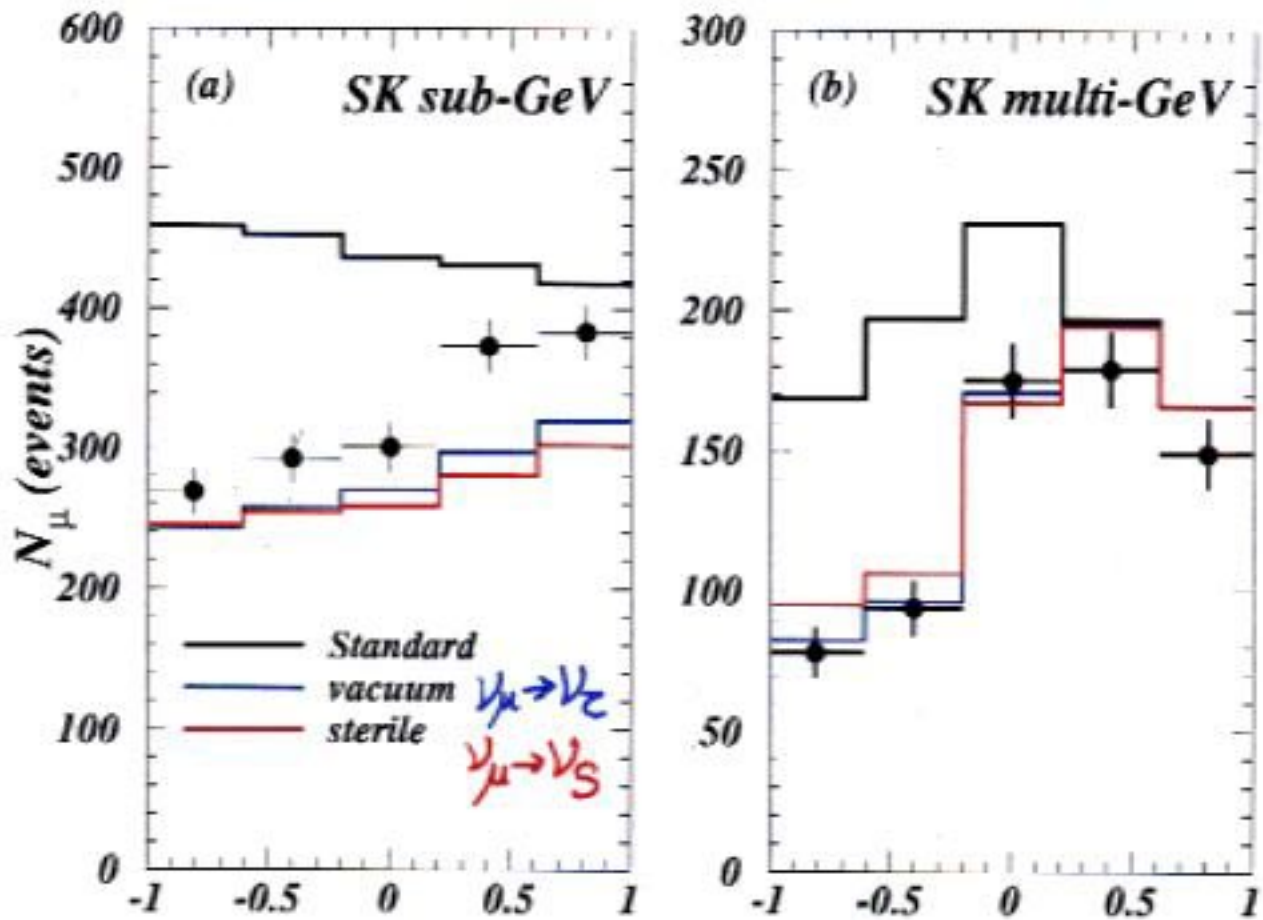 600
500
400
300
200
100
0
N_μ (events)
(a) SK sub-GeV
Standard
vacuum νμ→ντ
sterile νμ→νS
-1 -0.5 0 0.5 1
300
250
200
150
100
50
0
(b) SK multi-GeV
-1 -0.5 0 0.5 1